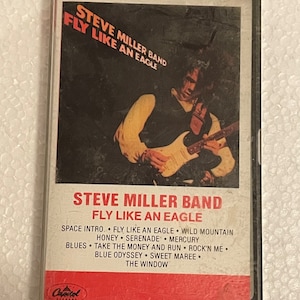 STEVE MILLER BAND
FLY LIKE AN EAGLE
STEVE MILLER BAND
FLY LIKE AN EAGLE
SPACE INTRO. • FLY LIKE AN EAGLE • WILD MOUNTAIN
HONEY • SERENADE • MERCURY
BLUES • TAKE THE MONEY AND RUN • ROCK'N ME •
BLUE ODYSSEY • SWEET MAREE •
THE WINDOW
Capitol